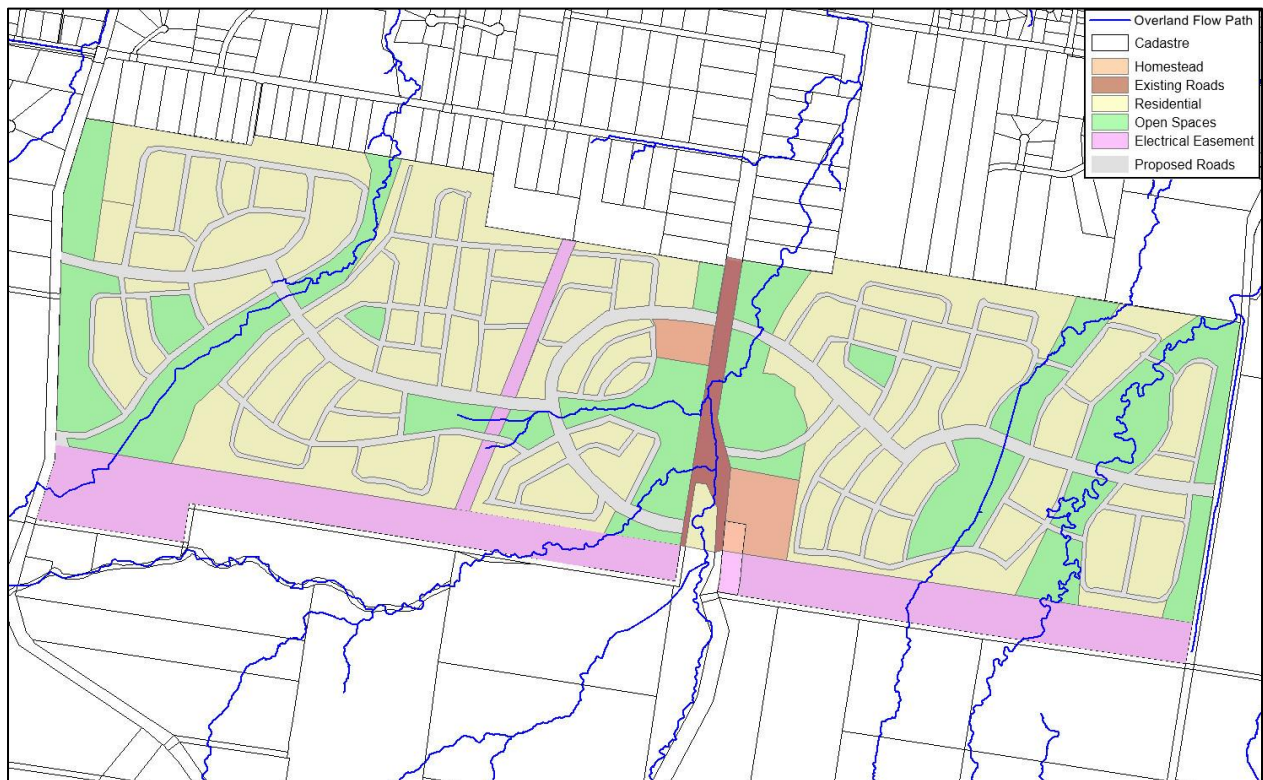 Overland Flow Path
Cadastre
Homestead
Existing Roads
Residential
Open Spaces
Electrical Easement
Proposed Roads